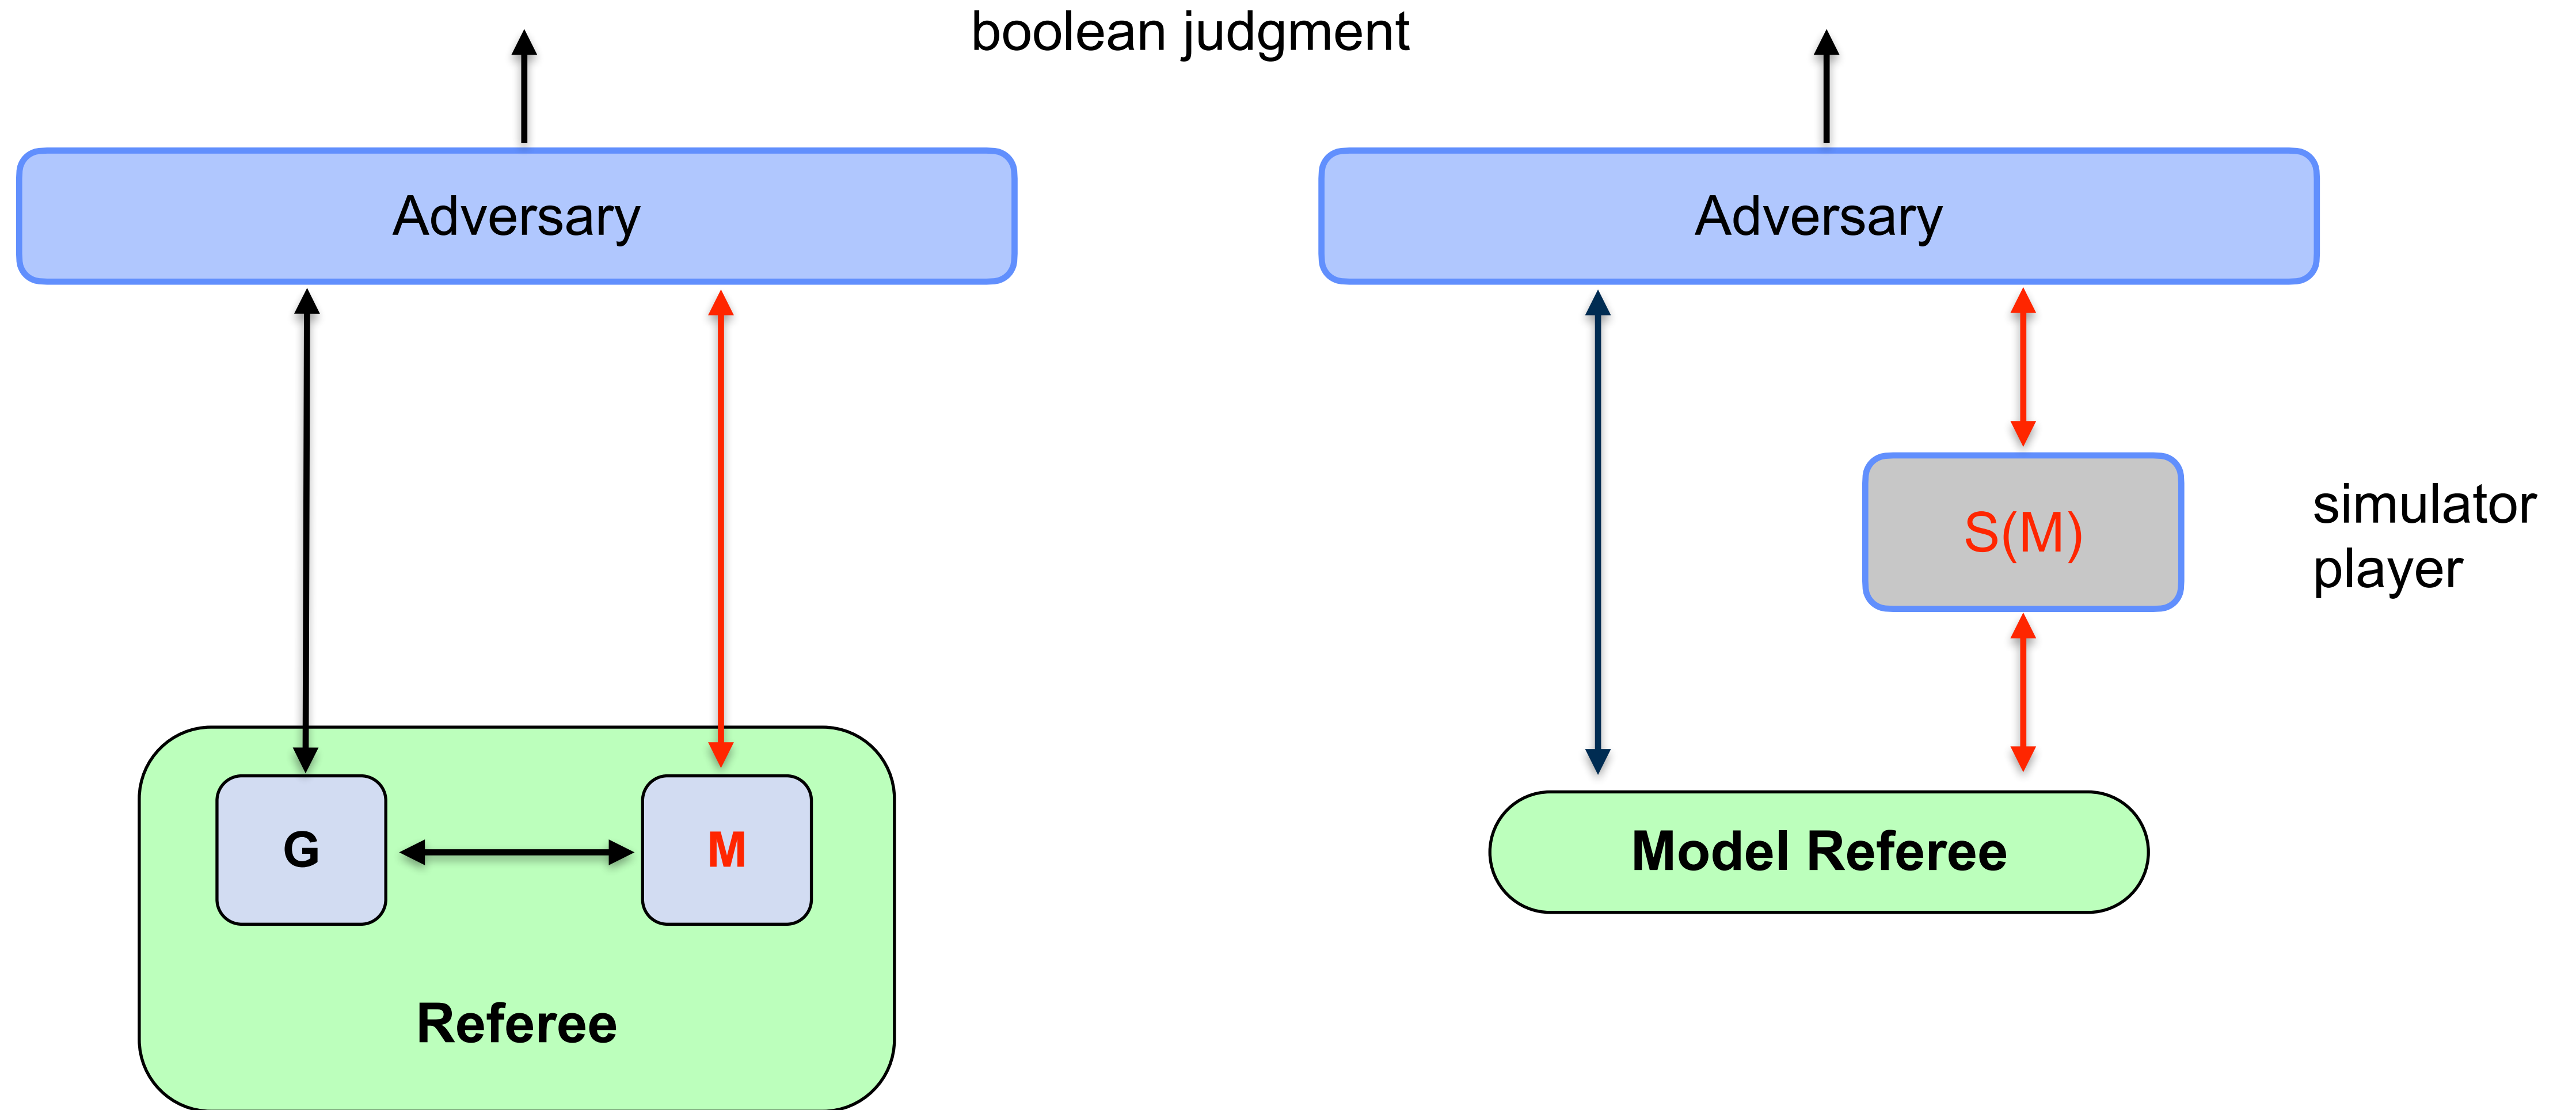 boolean judgment
Adversary
Adversary
S(M)
simulator
player
G
M
Model Referee
Referee